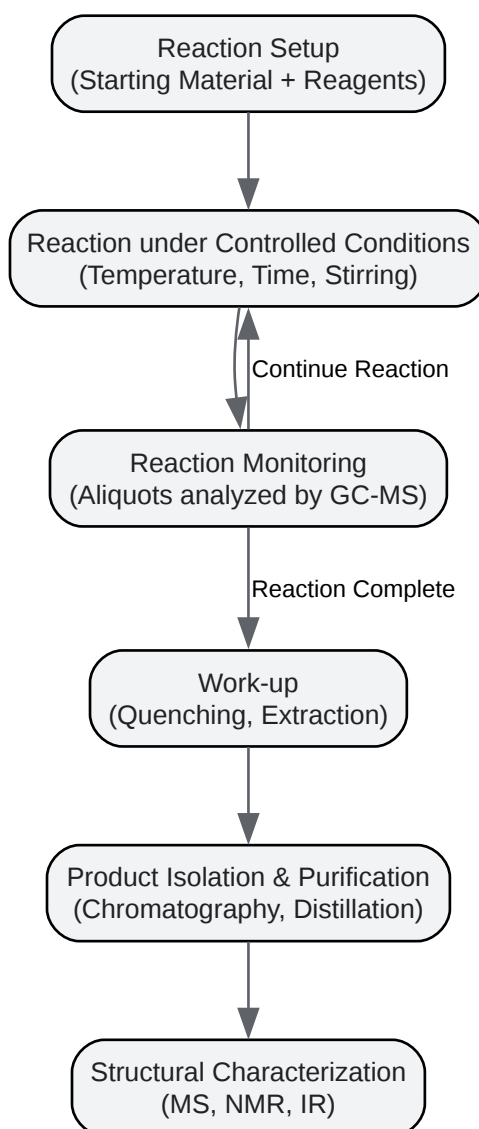 Reaction Setup
(Starting Material + Reagents)
Reaction under Controlled Conditions
(Temperature, Time, Stirring)
Continue Reaction
Reaction Monitoring
(Aliquots analyzed by GC-MS)
Reaction Complete
Work-up
(Quenching, Extraction)
Product Isolation & Purification
(Chromatography, Distillation)
Structural Characterization
(MS, NMR, IR)